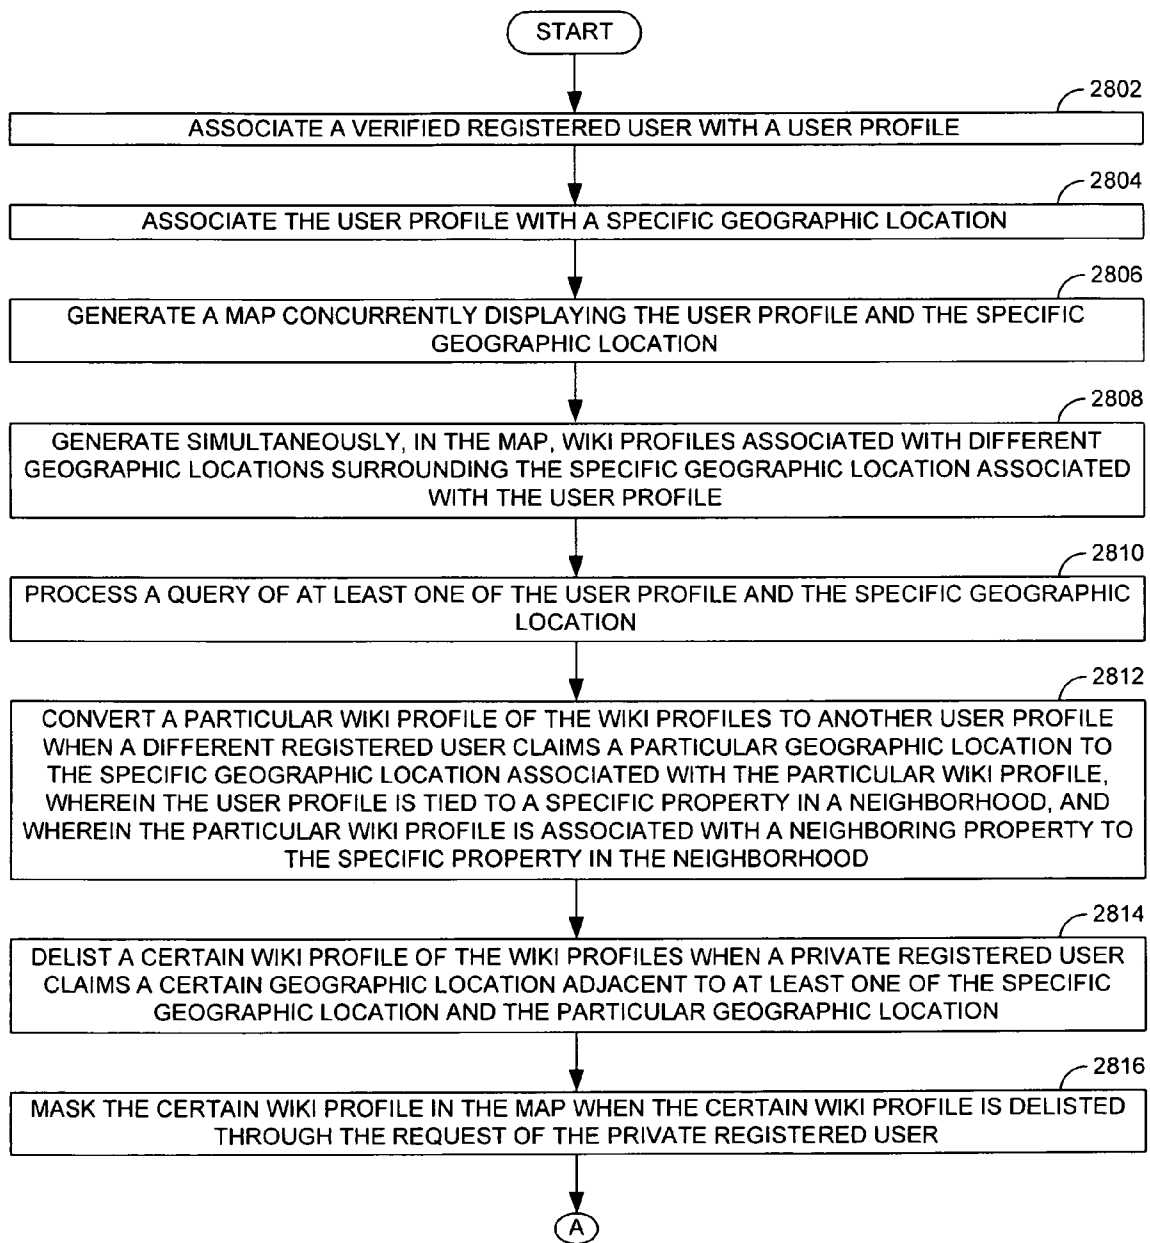 START
2802
ASSOCIATE A VERIFIED REGISTERED USER WITH A USER PROFILE
2804
ASSOCIATE THE USER PROFILE WITH A SPECIFIC GEOGRAPHIC LOCATION
2806
GENERATE A MAP CONCURRENTLY DISPLAYING THE USER PROFILE AND THE SPECIFIC
GEOGRAPHIC LOCATION
2808
GENERATE SIMULTANEOUSLY, IN THE MAP, WIKI PROFILES ASSOCIATED WITH DIFFERENT
GEOGRAPHIC LOCATIONS SURROUNDING THE SPECIFIC GEOGRAPHIC LOCATION ASSOCIATED
WITH THE USER PROFILE
2810
PROCESS A QUERY OF AT LEAST ONE OF THE USER PROFILE AND THE SPECIFIC GEOGRAPHIC
LOCATION
2812
CONVERT A PARTICULAR WIKI PROFILE OF THE WIKI PROFILES TO ANOTHER USER PROFILE
WHEN A DIFFERENT REGISTERED USER CLAIMS A PARTICULAR GEOGRAPHIC LOCATION TO
THE SPECIFIC GEOGRAPHIC LOCATION ASSOCIATED WITH THE PARTICULAR WIKI PROFILE,
WHEREIN THE USER PROFILE IS TIED TO A SPECIFIC PROPERTY IN A NEIGHBORHOOD, AND
WHEREIN THE PARTICULAR WIKI PROFILE IS ASSOCIATED WITH A NEIGHBORING PROPERTY TO
THE SPECIFIC PROPERTY IN THE NEIGHBORHOOD
2814
DELIST A CERTAIN WIKI PROFILE OF THE WIKI PROFILES WHEN A PRIVATE REGISTERED USER
CLAIMS A CERTAIN GEOGRAPHIC LOCATION ADJACENT TO AT LEAST ONE OF THE SPECIFIC
GEOGRAPHIC LOCATION AND THE PARTICULAR GEOGRAPHIC LOCATION
2816
MASK THE CERTAIN WIKI PROFILE IN THE MAP WHEN THE CERTAIN WIKI PROFILE IS DELISTED
THROUGH THE REQUEST OF THE PRIVATE REGISTERED USER
A